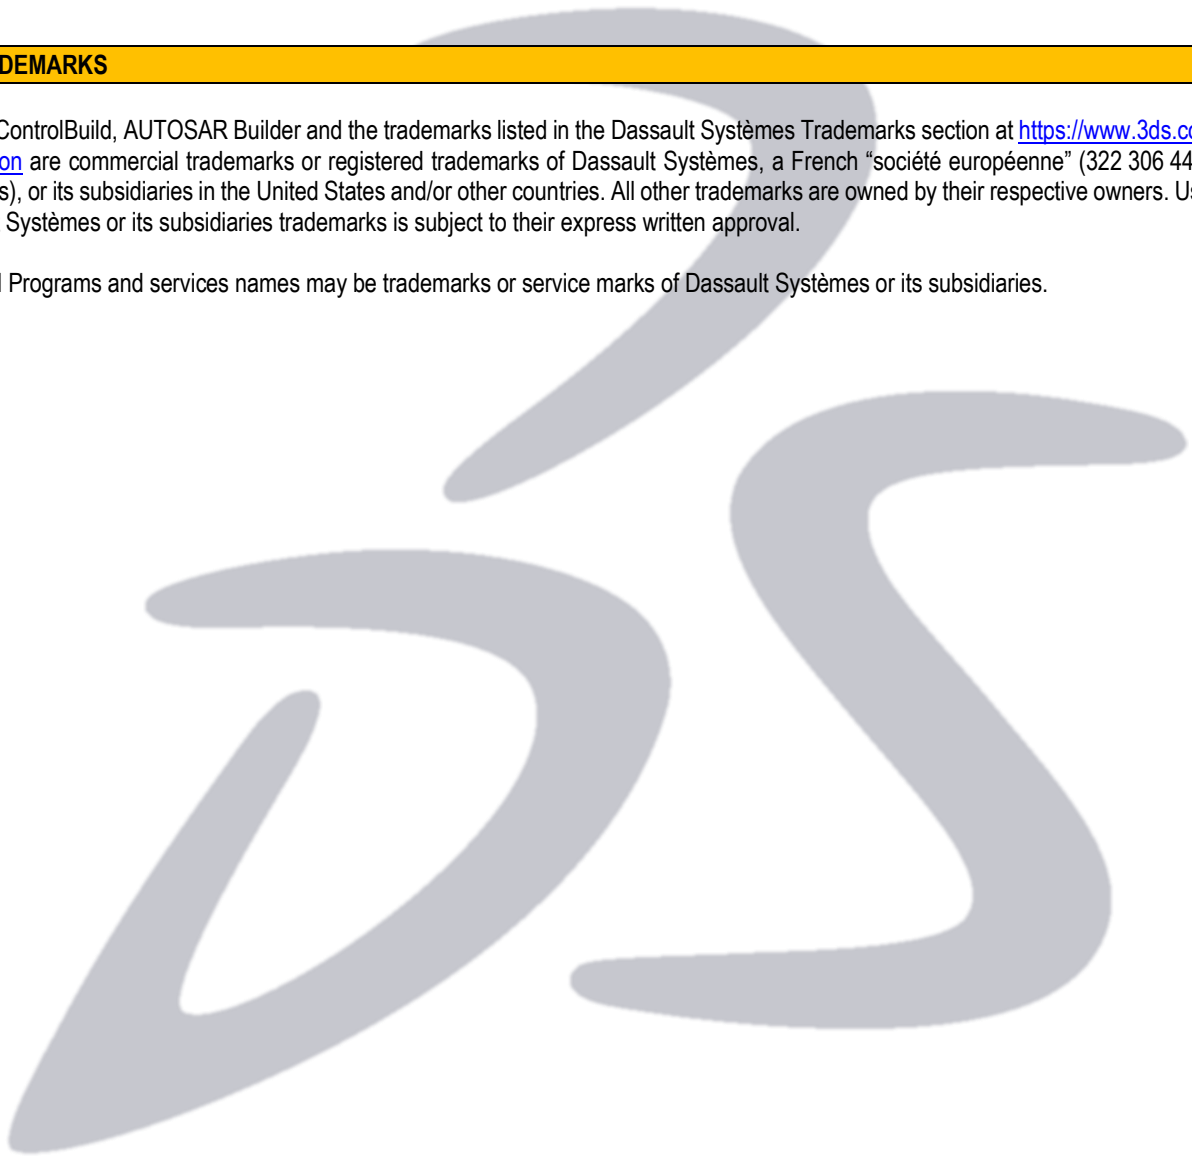 DEMARKS
ControlBuild, AUTOSAR Builder and the trademarks listed in the Dassault Systèmes Trademarks section at https://www.3ds.co
on are commercial trademarks or registered trademarks of Dassault Systèmes, a French “société européenne” (322 306 44
s), or its subsidiaries in the United States and/or other countries. All other trademarks are owned by their respective owners. Us
Systèmes or its subsidiaries trademarks is subject to their express written approval.
Programs and services names may be trademarks or service marks of Dassault Systèmes or its subsidiaries.